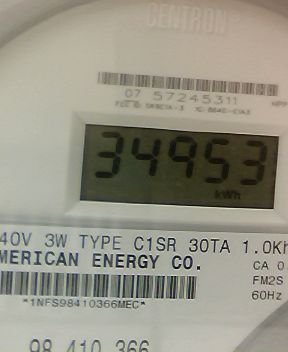 CENTRON
07 57245311
34953
kWh
40V 3W TYPE C1SR 30TA 1.0Kh
MERICAN ENERGY CO.
CA 0.
FM2S
*1NFS98410366MEC*
60Hz
98 410 366